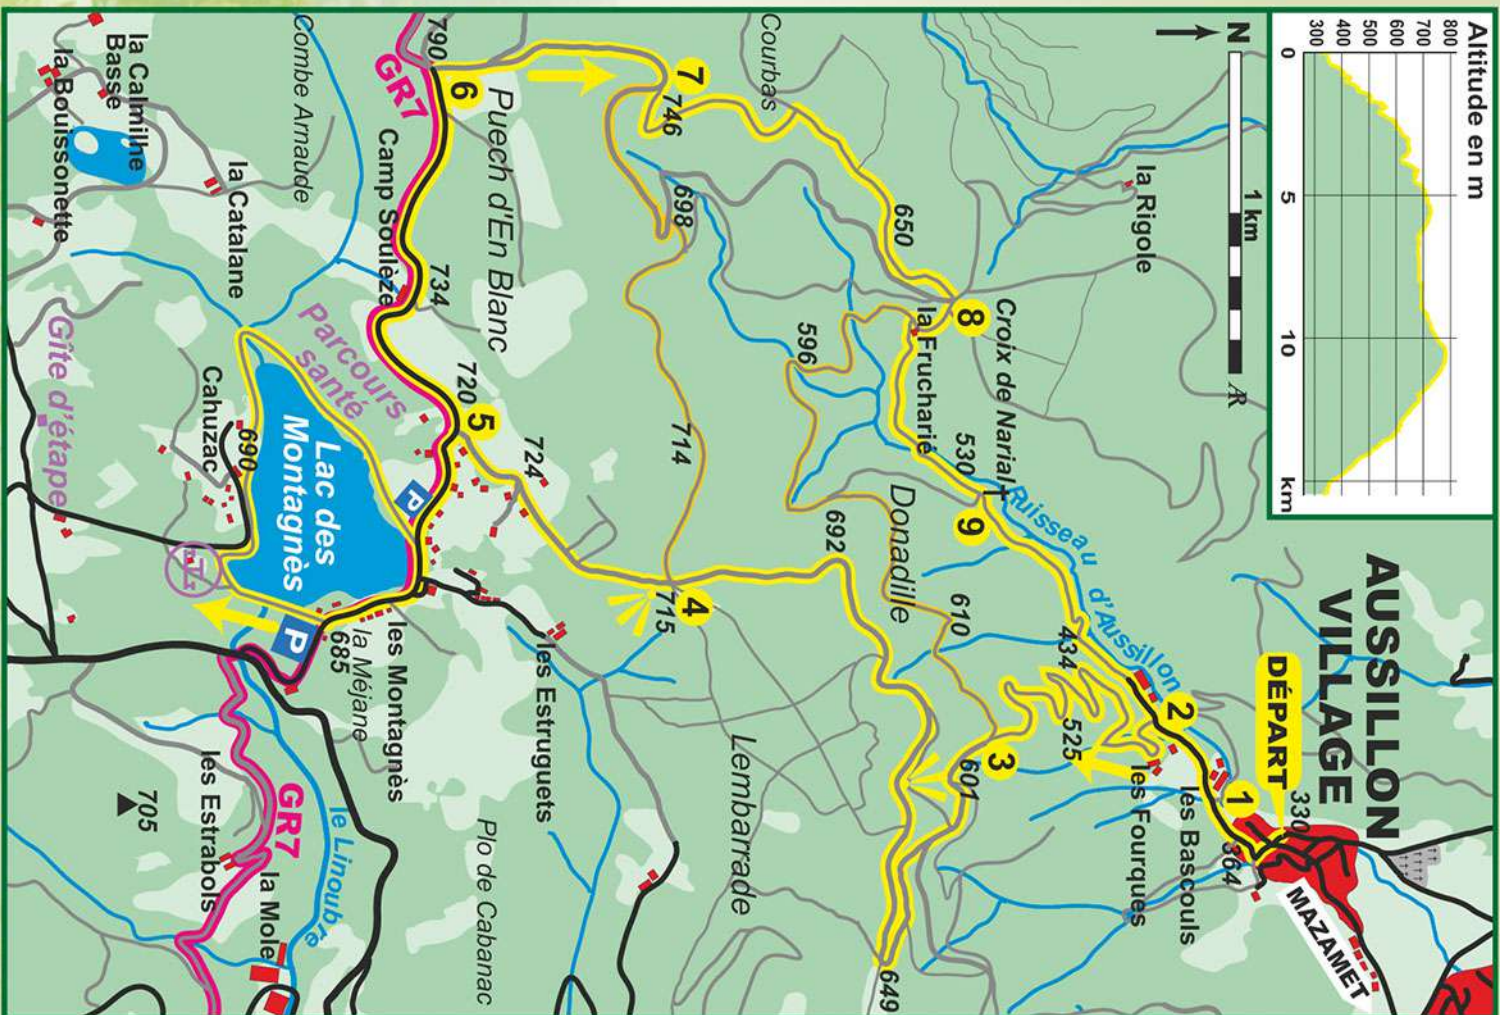 Altitude en m
800
700
600
500
400
300
0
5
10
km
N
1 km
AR
AUSSILLON
VILLAGE
DÉPART
330
1
364
MAZAMET
les Bascouls
2
les Fourques
Ruisseau d'Aussillon
434
525
3
601
610
649
Croix de Narial
530
9
8
la Frucharié
la Rigole
Courbas
650
7
746
698
596
714
692
Donadille
4
715
Lembarrade
Puech d'En Blanc
6
790
GR7
Camp Soulèze
734
720
5
724
les Estruguets
Plo de Cabanac
Combe Arnaude
Parcours
santé
P
Lac des
Montagnès
690
Cahuzac
la Catalane
la Calmilhe
Basse
la Bouissonette
Gîte d'étape
P
685
la Méjane
les Montagnès
GR7
le Linoubre
les Estrabols
la Mole
705